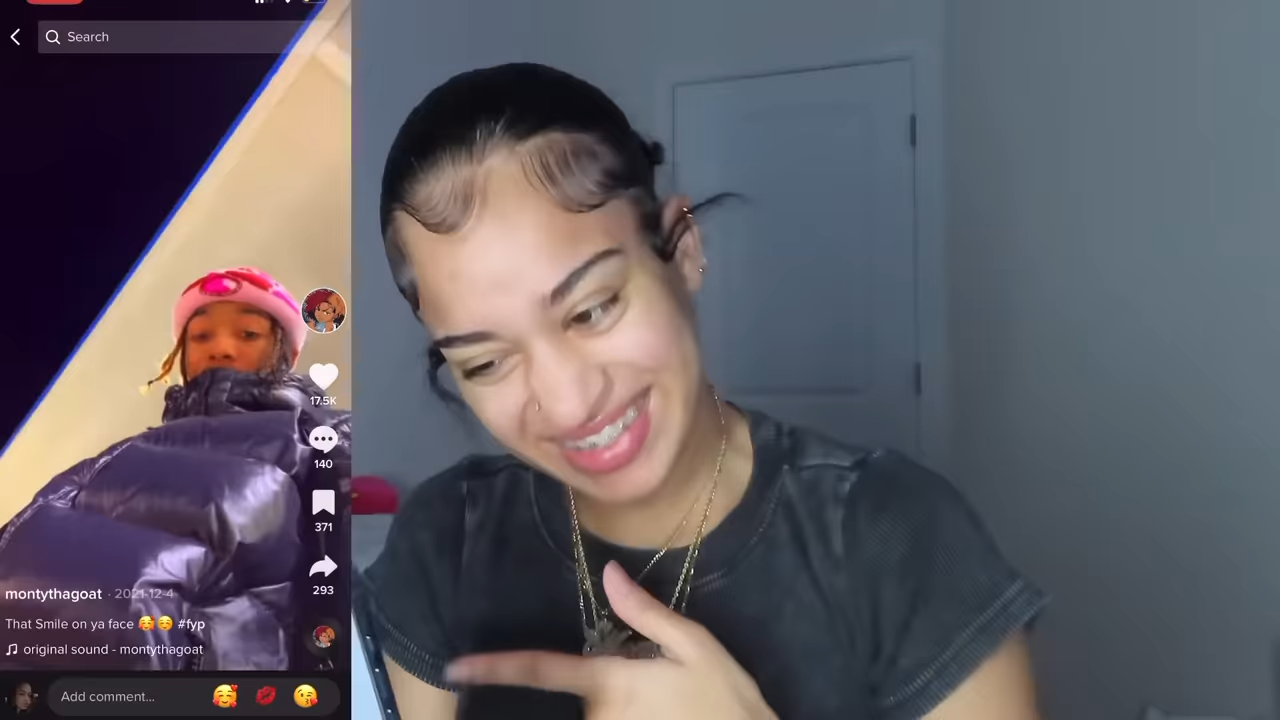 Search
17.5K
140
371
293
montythagoat · 2021-12-4
That Smile on ya face 🥰☺️ #fyp
original sound - montythagoat
Add comment...